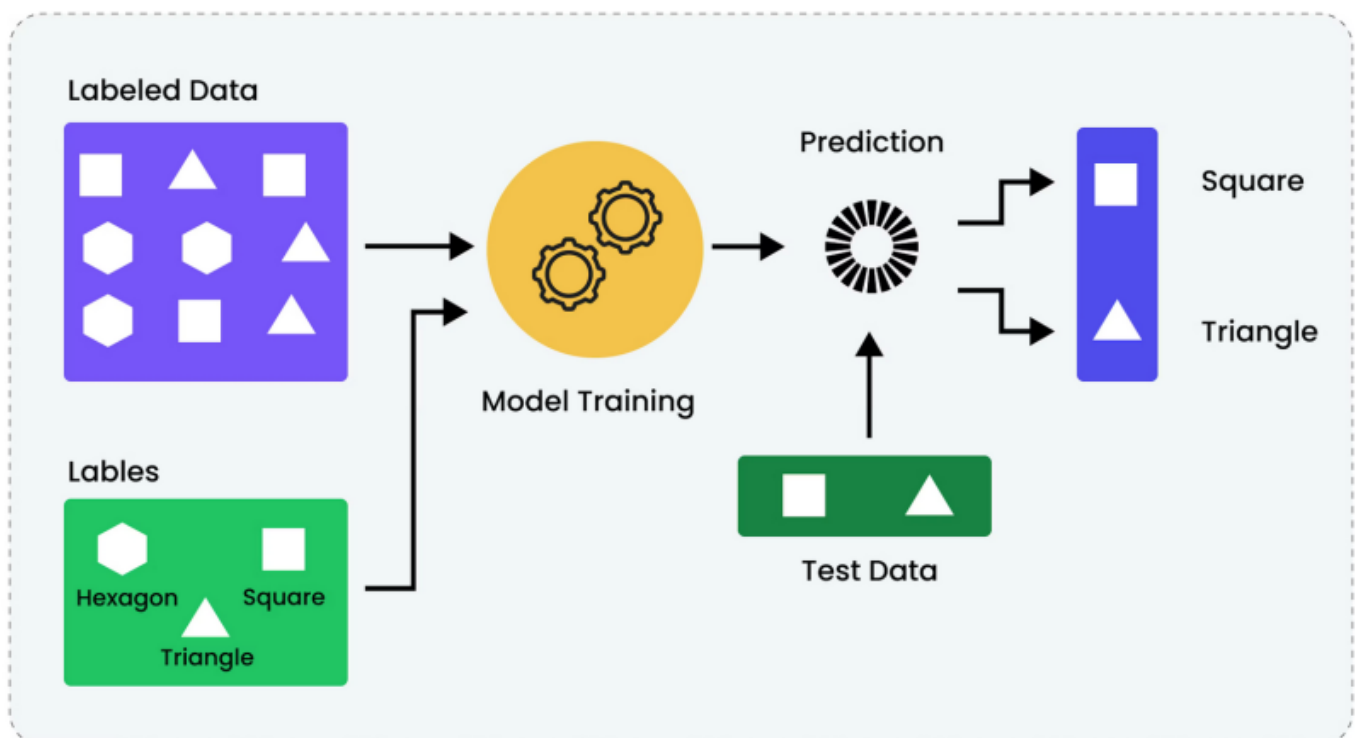 Labeled Data
Prediction
Square
Triangle
Model Training
Lables
Hexagon
Square
Triangle
Test Data